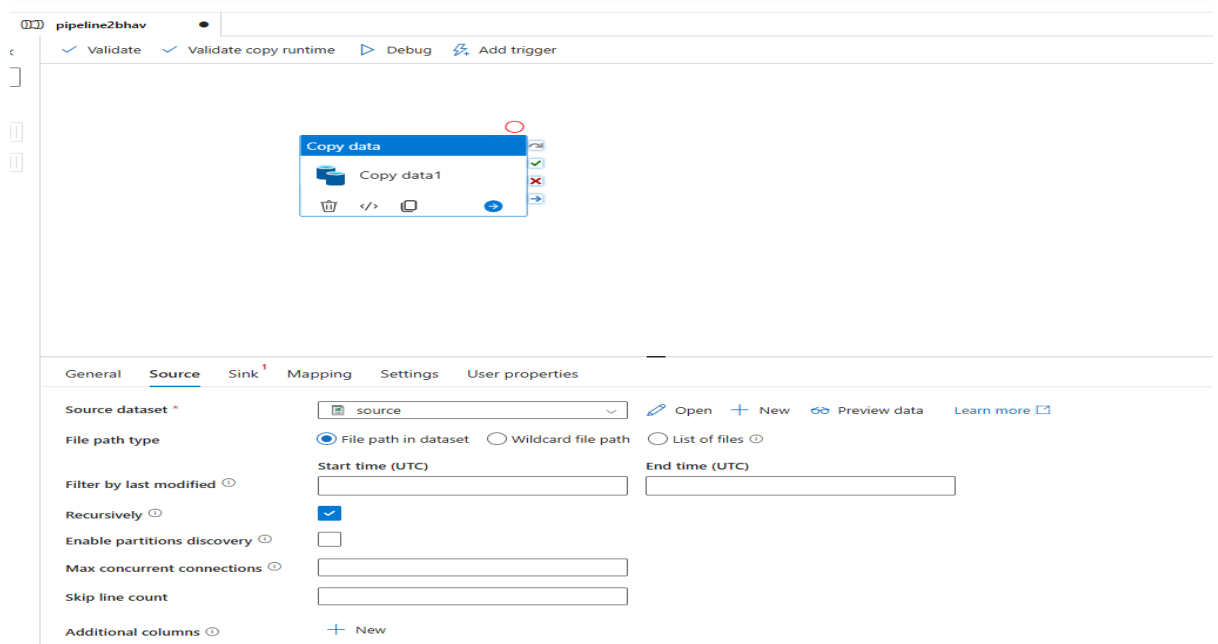 pipeline2bhav
Validate Validate copy runtime Debug Add trigger
Copy data
Copy data1
General Source Sink 1 Mapping Settings User properties
Source dataset * source Open New Preview data Learn more
File path type File path in dataset Wildcard file path List of files
Start time (UTC) End time (UTC)
Filter by last modified
Recursively
Enable partitions discovery
Max concurrent connections
Skip line count
Additional columns New